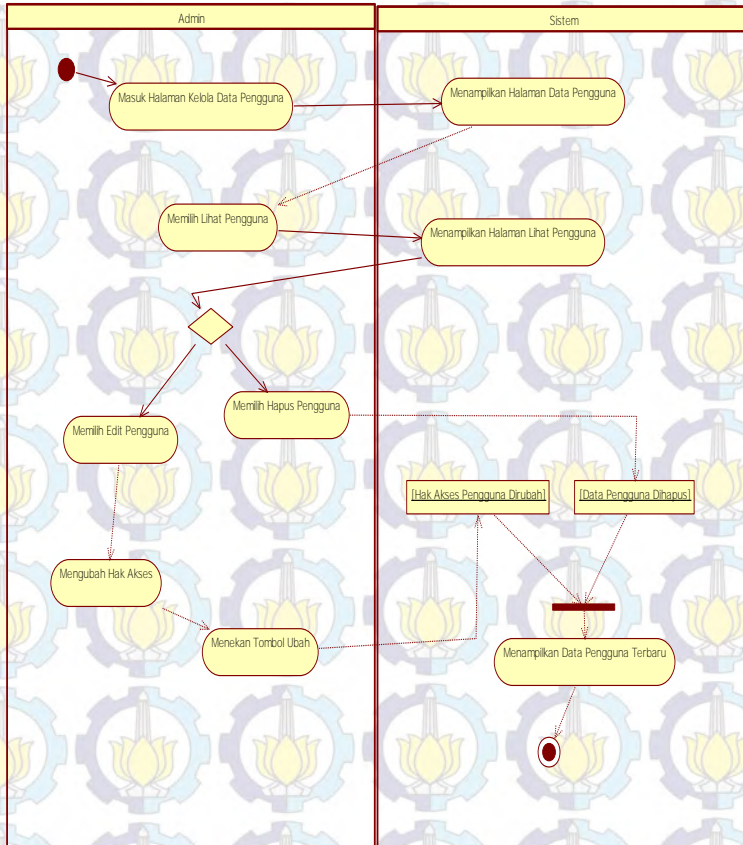 Admin
Sistem
Masuk Halaman Kelola Data Pengguna
Menampilkan Halaman Data Pengguna
Memilih Lihat Pengguna
Menampilkan Halaman Lihat Pengguna
Memilih Hapus Pengguna
Memilih Edit Pengguna
[Hak Akses Pengguna Dirubah]
[Data Pengguna Dihapus]
Mengubah Hak Akses
Menekan Tombol Ubah
Menampilkan Data Pengguna Terbaru